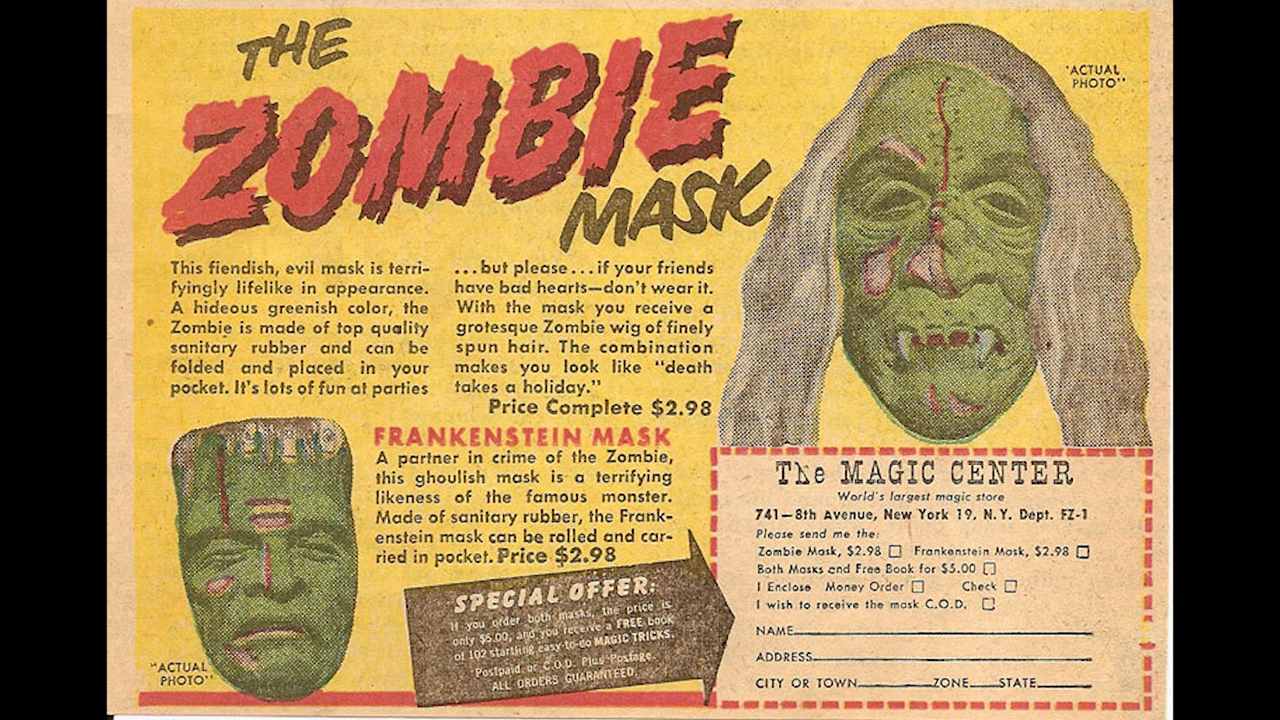 THE
ZOMBIE
MASK
"ACTUAL
PHOTO"
This fiendish, evil mask is terri-
fyingly lifelike in appearance.
A hideous greenish color, the
Zombie is made of top quality
sanitary rubber and can be
folded and placed in your
pocket. It's lots of fun at parties
...but please...if your friends
have bad hearts—don't wear it.
With the mask you receive a
grotesque Zombie wig of finely
spun hair. The combination
makes you look like "death
takes a holiday."
Price Complete $2.98
FRANKENSTEIN MASK
A partner in crime of the Zombie,
this ghoulish mask is a terrifying
likeness of the famous monster.
Made of sanitary rubber, the Frank-
enstein mask can be rolled and car-
ried in pocket. Price $2.98
"ACTUAL
PHOTO"
SPECIAL OFFER:
If you order both masks, the price is
only $5.00, and you receive a FREE book
of 102 startling easy-to-do MAGIC TRICKS.
Postpaid or C.O.D. Plus Postage.
ALL ORDERS GUARANTEED.
The MAGIC CENTER
World's largest magic store
741—8th Avenue, New York 19, N.Y. Dept. FZ-1
Please send me the:
Zombie Mask, $2.98 Frankenstein Mask, $2.98
Both Masks and Free Book for $5.00
I Enclose Money Order Check
I wish to receive the mask C.O.D.
NAME
ADDRESS
CITY OR TOWN ZONE STATE